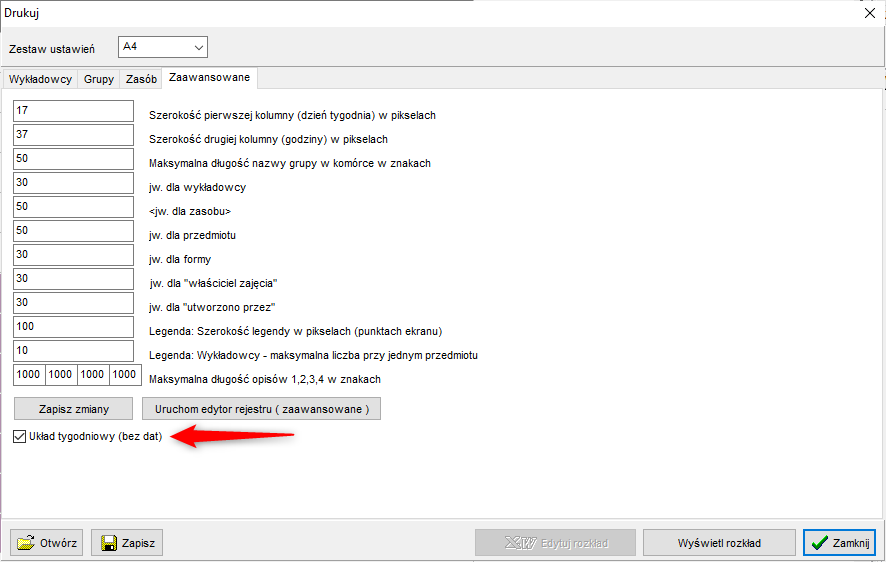 Drukuj
Zestaw ustawień A4
Wykładowcy Grupy Zasób Zaawansowane
17 Szerokość pierwszej kolumny (dzień tygodnia) w pikselach
37 Szerokość drugiej kolumny (godziny) w pikselach
50 Maksymalna długość nazwy grupy w komórce w znakach
30 jw. dla wykładowcy
50 <jw. dla zasobu>
50 jw. dla przedmiotu
30 jw. dla formy
30 jw. dla "właściciel zajęcia"
30 jw. dla "utworzono przez"
100 Legenda: Szerokość legendy w pikselach (punktach ekranu)
10 Legenda: Wykładowcy - maksymalna liczba przy jednym przedmiotu
1000 1000 1000 1000 Maksymalna długość opisów 1,2,3,4 w znakach
Zapisz zmiany Uruchom edytor rejestru ( zaawansowane )
Układ tygodniowy (bez dat)
Otwórz Zapisz Edytuj rozkład Wyświetl rozkład Zamknij